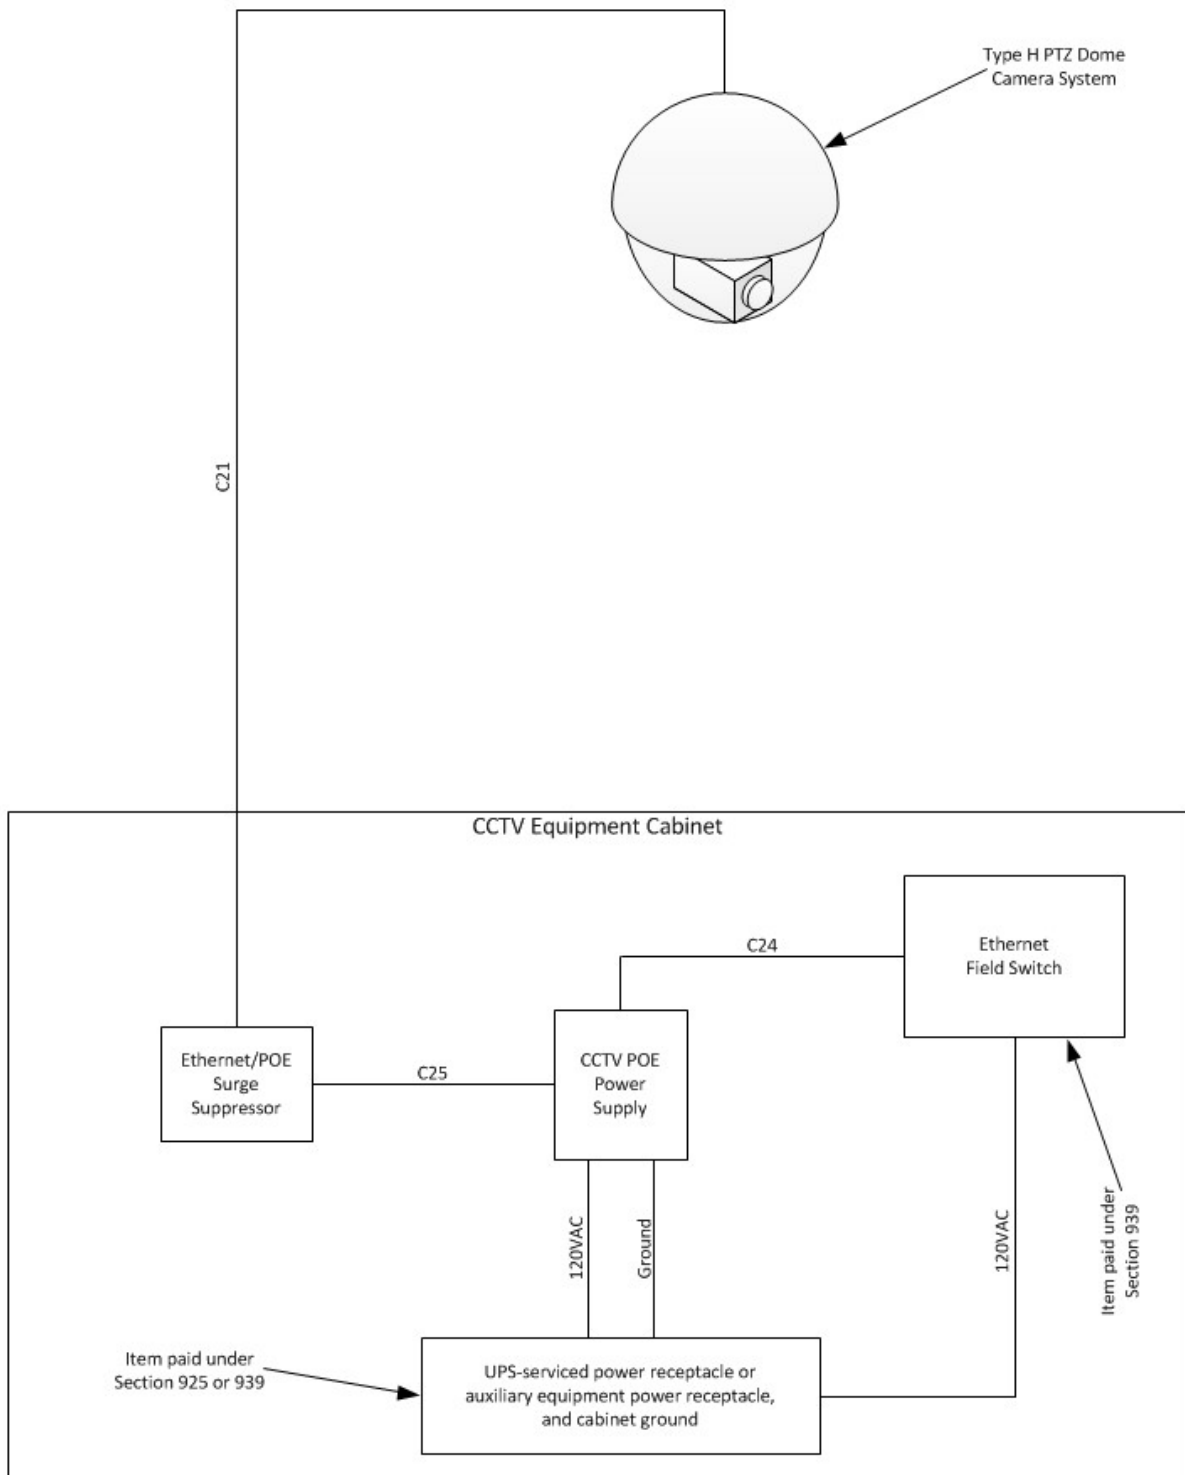 Type H PTZ Dome
Camera System
C21
CCTV Equipment Cabinet
C24
Ethernet
Field Switch
Ethernet/POE
Surge
Suppressor
C25
CCTV POE
Power
Supply
120VAC
Ground
120VAC
Item paid under
Section 939
Item paid under
Section 925 or 939
UPS-serviced power receptacle or
auxiliary equipment power receptacle,
and cabinet ground